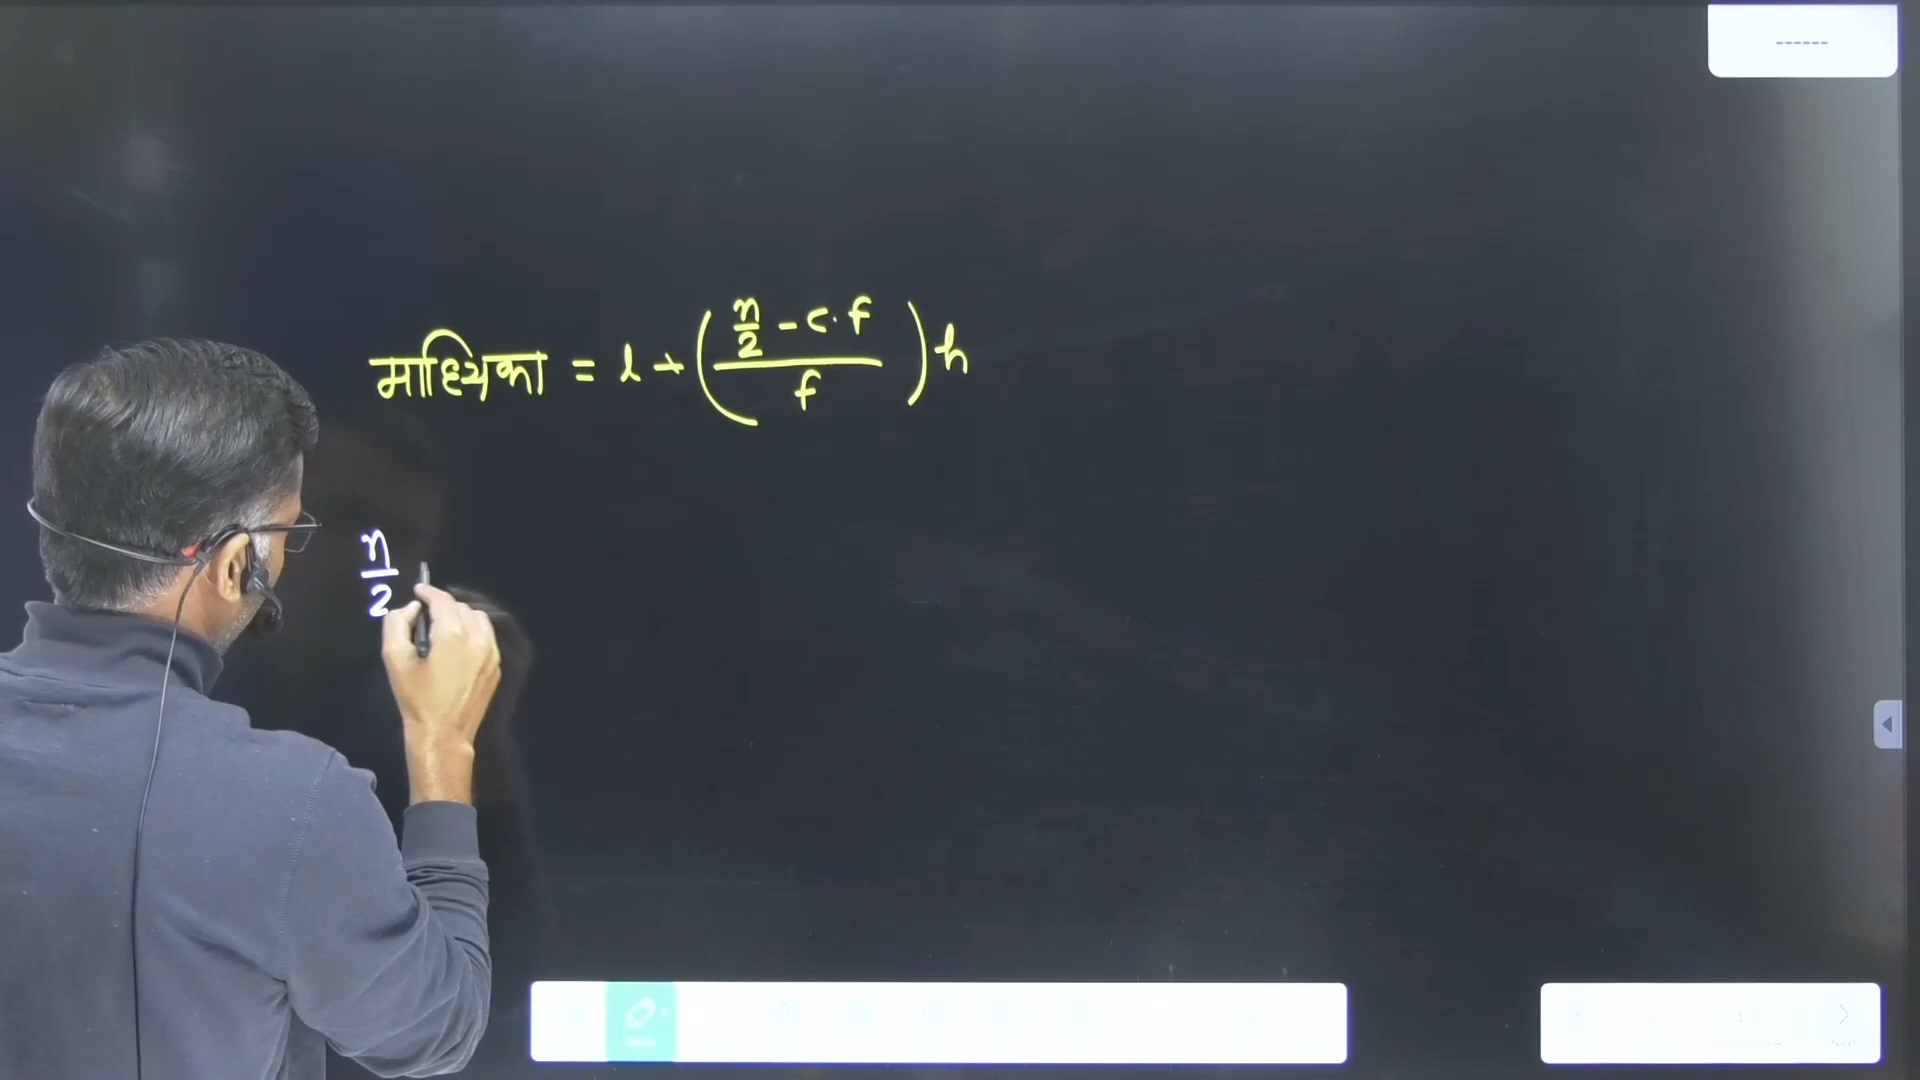 माध्यिका = l + ( (n/2 - c.f) / f ) h
n/2